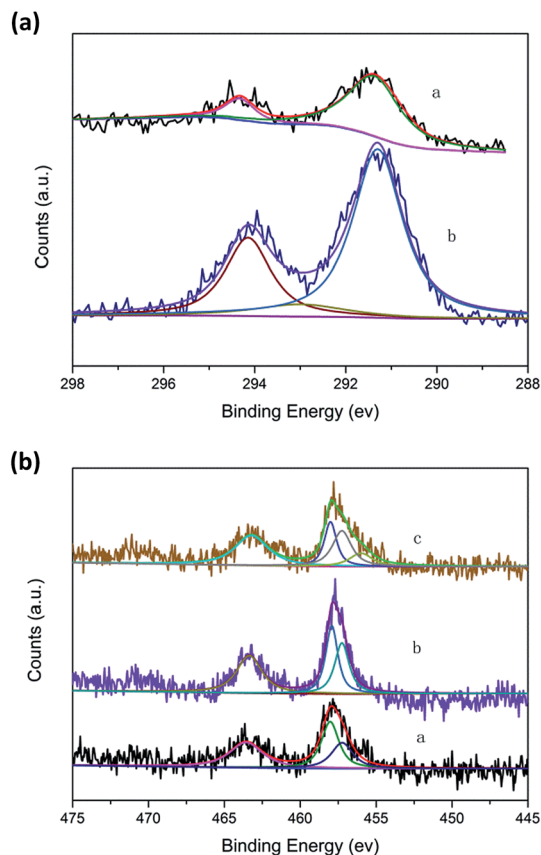 (a)
a
b
Counts (a.u.)
298 296 294 292 290 288
Binding Energy (ev)
(b)
c
b
a
Counts (a.u.)
475 470 465 460 455 450 445
Binding Energy (ev)